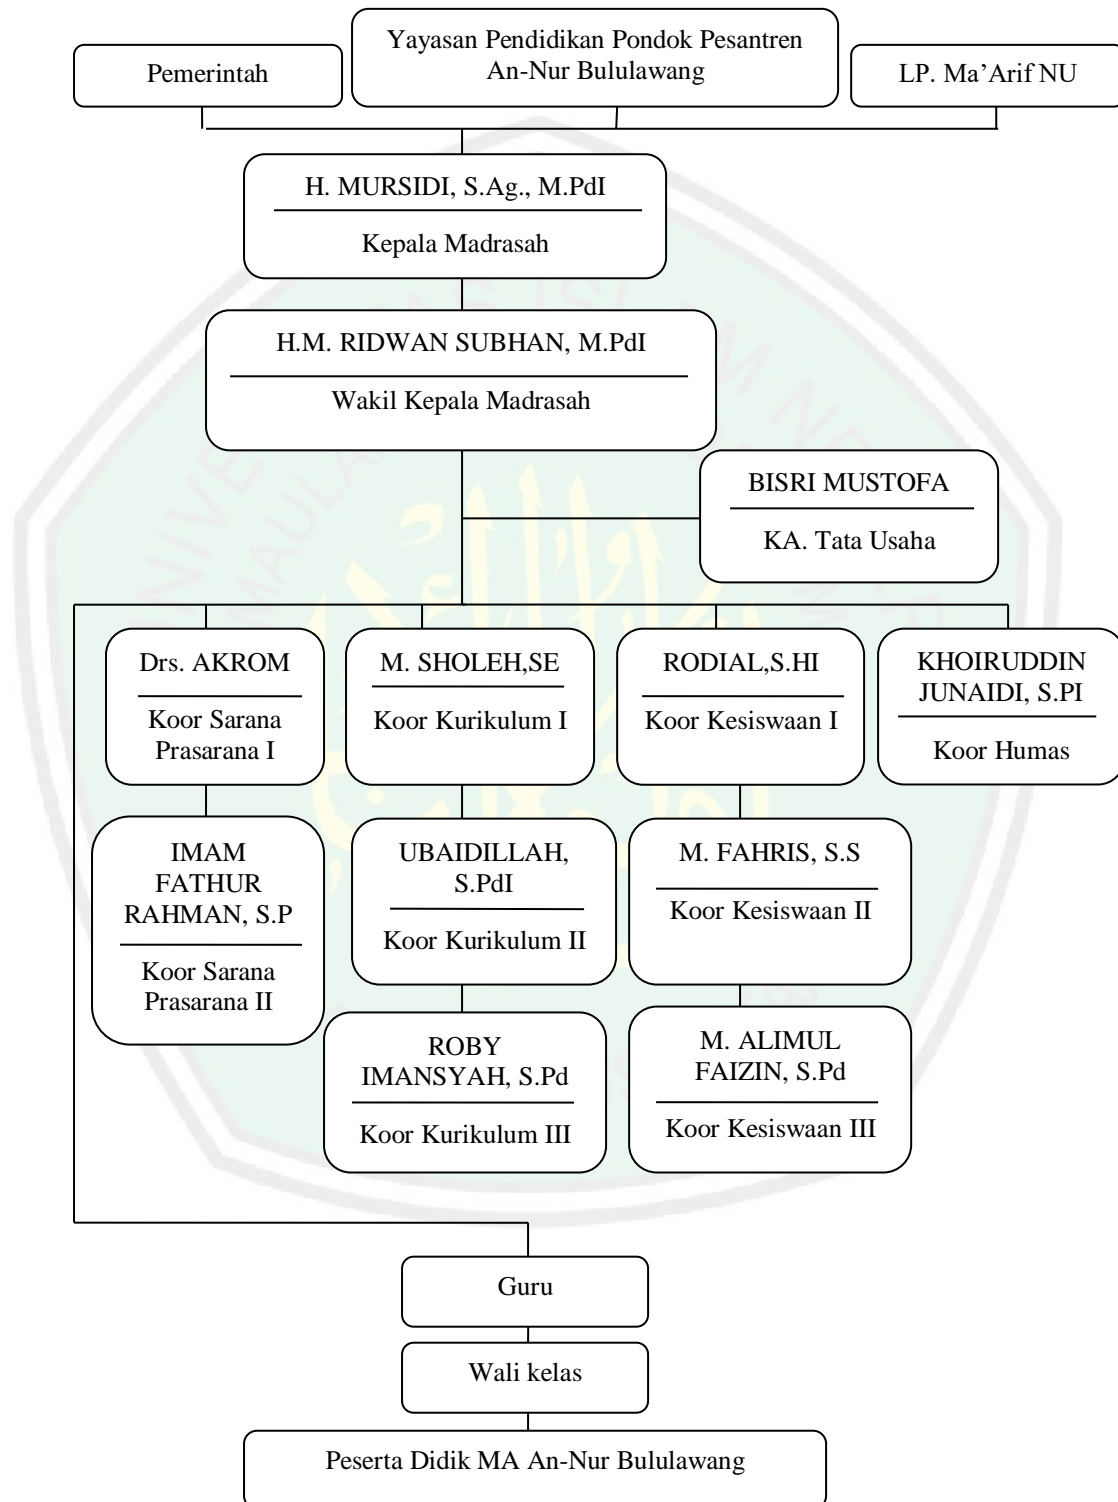 Pemerintah
Yayasan Pendidikan Pondok Pesantren
An-Nur Bululawang
LP. Ma’Arif NU
H. MURSIDI, S.Ag., M.PdI
Kepala Madrasah
H.M. RIDWAN SUBHAN, M.PdI
Wakil Kepala Madrasah
BISRI MUSTOFA
KA. Tata Usaha
Drs. AKROM
Koor Sarana
Prasarana I
M. SHOLEH,SE
Koor Kurikulum I
RODIAL,S.HI
Koor Kesiswaan I
KHOIRUDDIN
JUNAIDI, S.PI
Koor Humas
IMAM
FATHUR
RAHMAN, S.P
Koor Sarana
Prasarana II
UBAIDILLAH,
S.PdI
Koor Kurikulum II
M. FAHRIS, S.S
Koor Kesiswaan II
ROBY
IMANSYAH, S.Pd
Koor Kurikulum III
M. ALIMUL
FAIZIN, S.Pd
Koor Kesiswaan III
Guru
Wali kelas
Peserta Didik MA An-Nur Bululawang